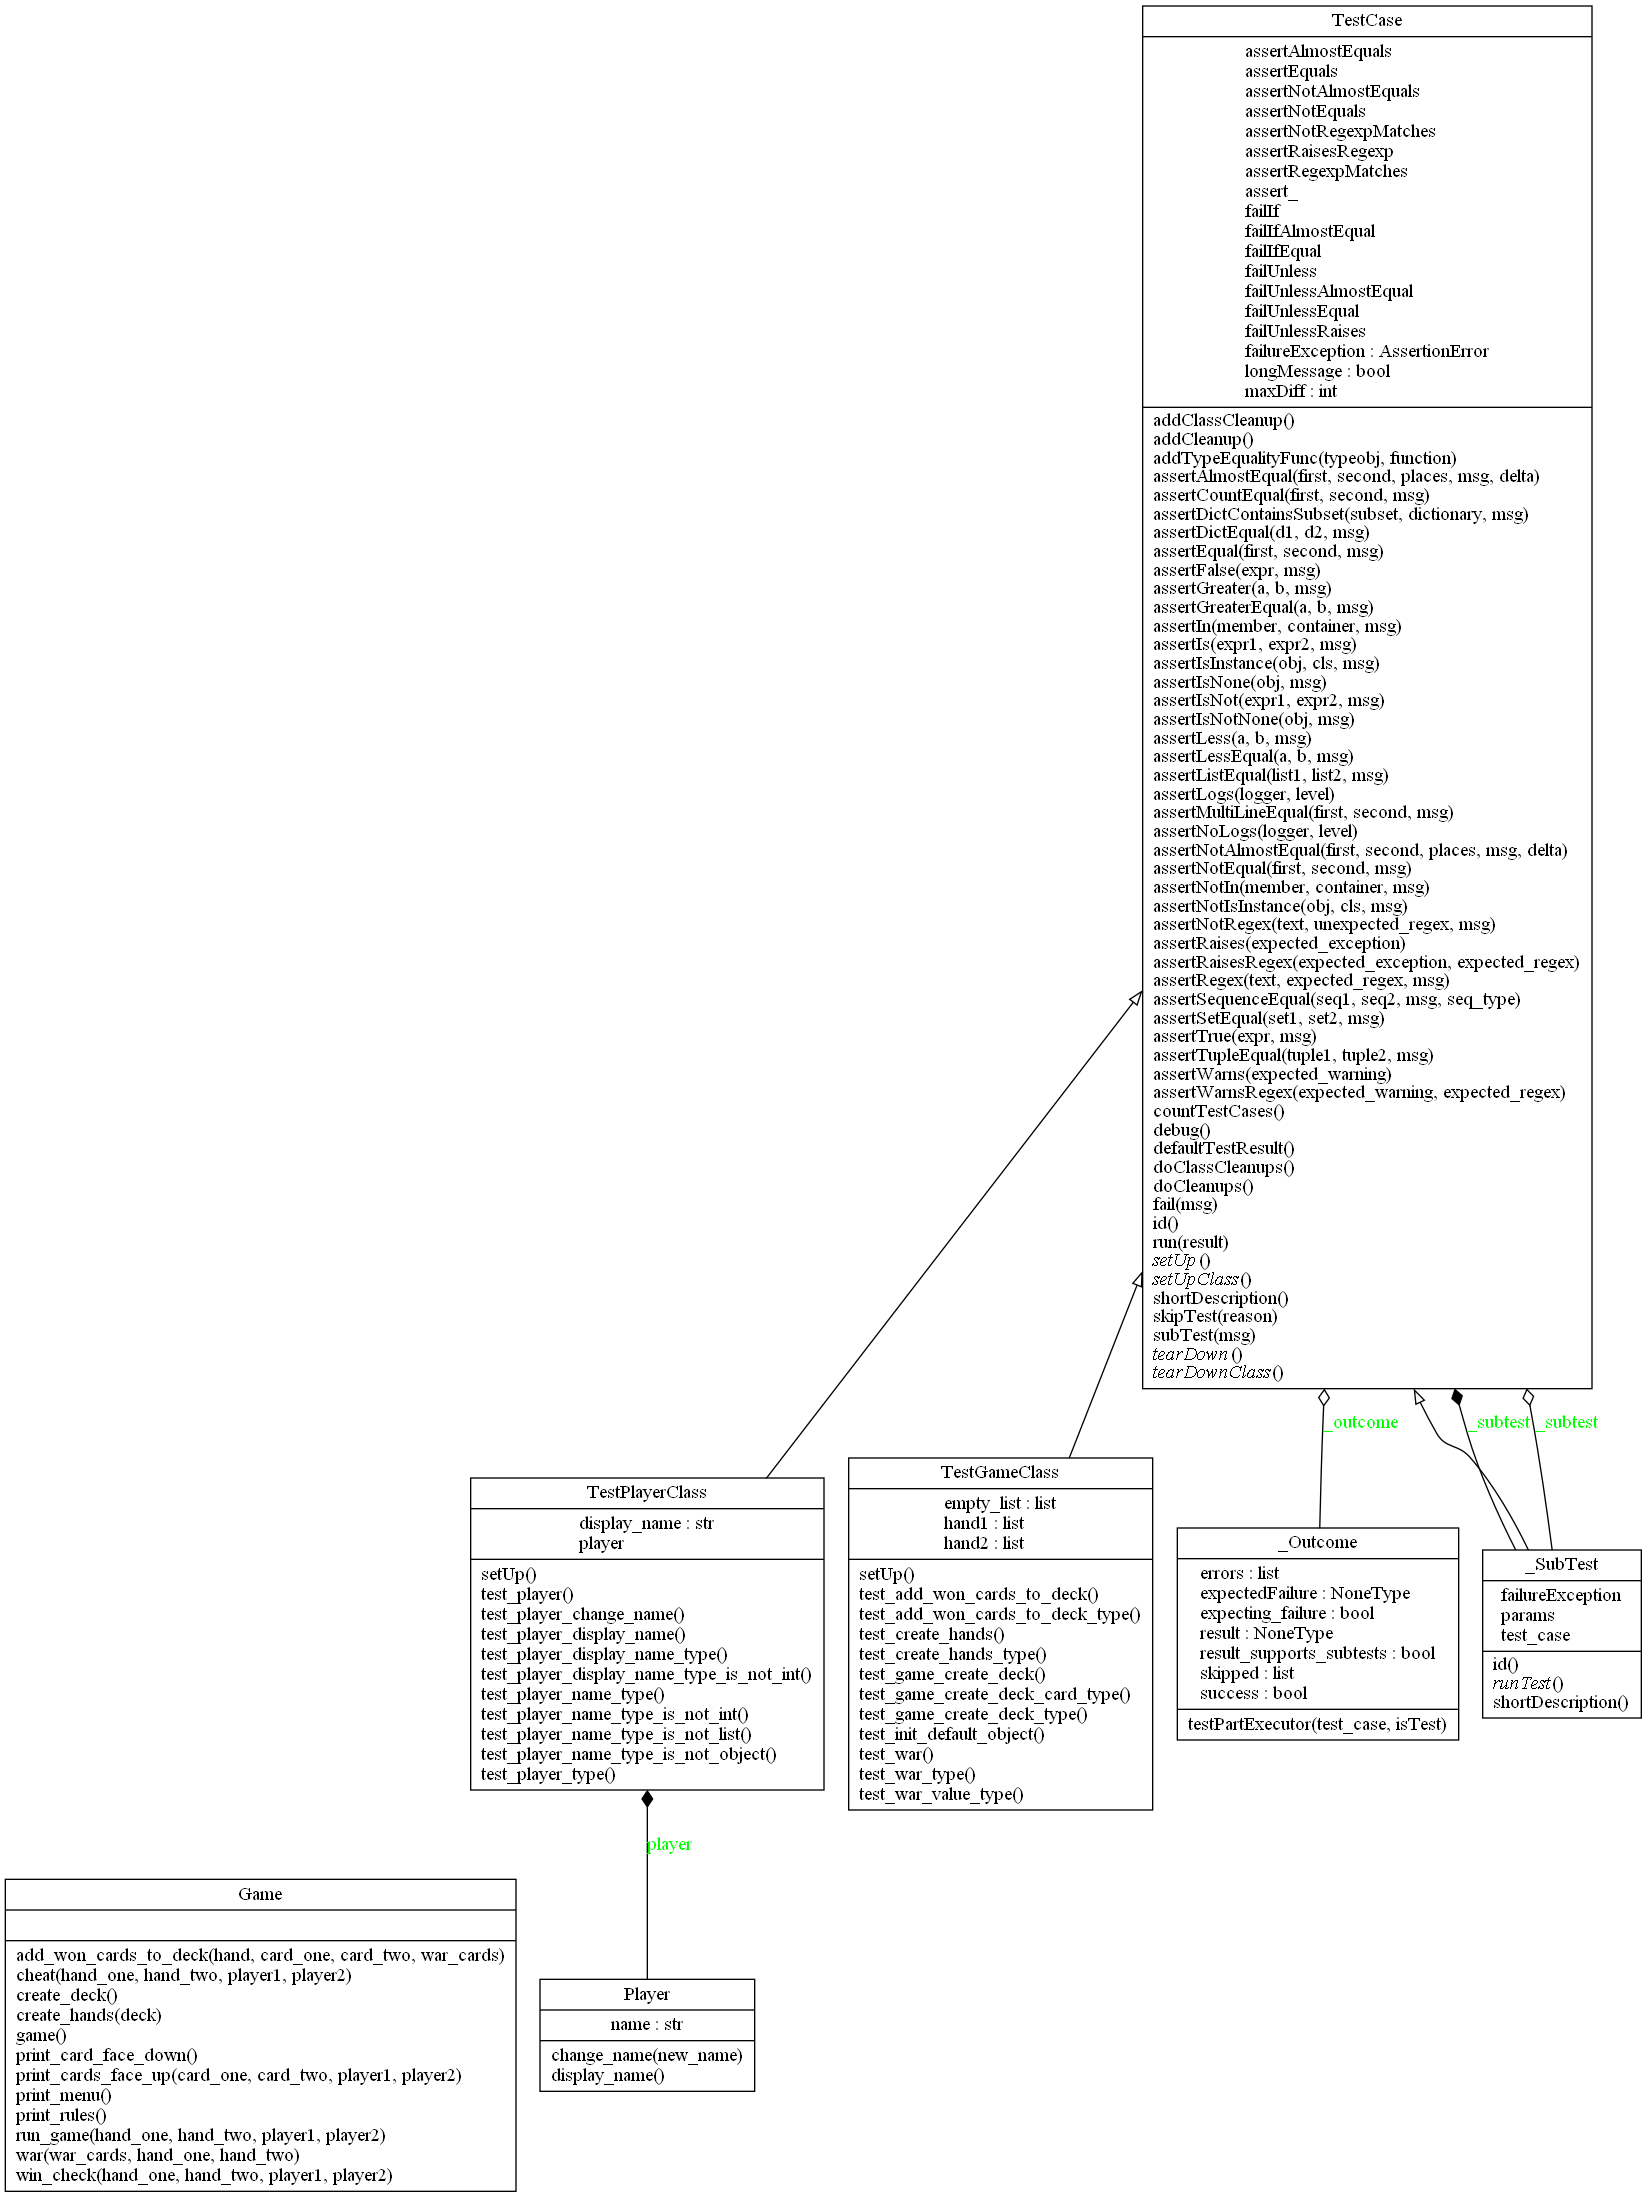 TestCase
assertAlmostEquals
assertEquals
assertNotAlmostEquals
assertNotEquals
assertNotRegexpMatches
assertRaisesRegexp
assertRegexpMatches
assert_
failIf
failIfAlmostEqual
failIfEqual
failUnless
failUnlessAlmostEqual
failUnlessEqual
failUnlessRaises
failureException : AssertionError
longMessage : bool
maxDiff : int
addClassCleanup()
addCleanup()
addTypeEqualityFunc(typeobj, function)
assertAlmostEqual(first, second, places, msg, delta)
assertCountEqual(first, second, msg)
assertDictContainsSubset(subset, dictionary, msg)
assertDictEqual(d1, d2, msg)
assertEqual(first, second, msg)
assertFalse(expr, msg)
assertGreater(a, b, msg)
assertGreaterEqual(a, b, msg)
assertIn(member, container, msg)
assertIs(expr1, expr2, msg)
assertIsInstance(obj, cls, msg)
assertIsNone(obj, msg)
assertIsNot(expr1, expr2, msg)
assertIsNotNone(obj, msg)
assertLess(a, b, msg)
assertLessEqual(a, b, msg)
assertListEqual(list1, list2, msg)
assertLogs(logger, level)
assertMultiLineEqual(first, second, msg)
assertNoLogs(logger, level)
assertNotAlmostEqual(first, second, places, msg, delta)
assertNotEqual(first, second, msg)
assertNotIn(member, container, msg)
assertNotIsInstance(obj, cls, msg)
assertNotRegex(text, unexpected_regex, msg)
assertRaises(expected_exception)
assertRaisesRegex(expected_exception, expected_regex)
assertRegex(text, expected_regex, msg)
assertSequenceEqual(seq1, seq2, msg, seq_type)
assertSetEqual(set1, set2, msg)
assertTrue(expr, msg)
assertTupleEqual(tuple1, tuple2, msg)
assertWarns(expected_warning)
assertWarnsRegex(expected_warning, expected_regex)
countTestCases()
debug()
defaultTestResult()
doClassCleanups()
doCleanups()
fail(msg)
id()
run(result)
setUp()
setUpClass()
shortDescription()
skipTest(reason)
subTest(msg)
tearDown()
tearDownClass()
_outcome
_subtest
_subtest
TestPlayerClass
display_name : str
player
setUp()
test_player()
test_player_change_name()
test_player_display_name()
test_player_display_name_type()
test_player_display_name_type_is_not_int()
test_player_name_type()
test_player_name_type_is_not_int()
test_player_name_type_is_not_list()
test_player_name_type_is_not_object()
test_player_type()
TestGameClass
empty_list : list
hand1 : list
hand2 : list
setUp()
test_add_won_cards_to_deck()
test_add_won_cards_to_deck_type()
test_create_hands()
test_create_hands_type()
test_game_create_deck()
test_game_create_deck_card_type()
test_game_create_deck_type()
test_init_default_object()
test_war()
test_war_type()
test_war_value_type()
_Outcome
errors : list
expectedFailure : NoneType
expecting_failure : bool
result : NoneType
result_supports_subtests : bool
skipped : list
success : bool
testPartExecutor(test_case, isTest)
_SubTest
failureException
params
test_case
id()
runTest()
shortDescription()
player
Game
add_won_cards_to_deck(hand, card_one, card_two, war_cards)
cheat(hand_one, hand_two, player1, player2)
create_deck()
create_hands(deck)
game()
print_card_face_down()
print_cards_face_up(card_one, card_two, player1, player2)
print_menu()
print_rules()
run_game(hand_one, hand_two, player1, player2)
war(war_cards, hand_one, hand_two)
win_check(hand_one, hand_two, player1, player2)
Player
name : str
change_name(new_name)
display_name()